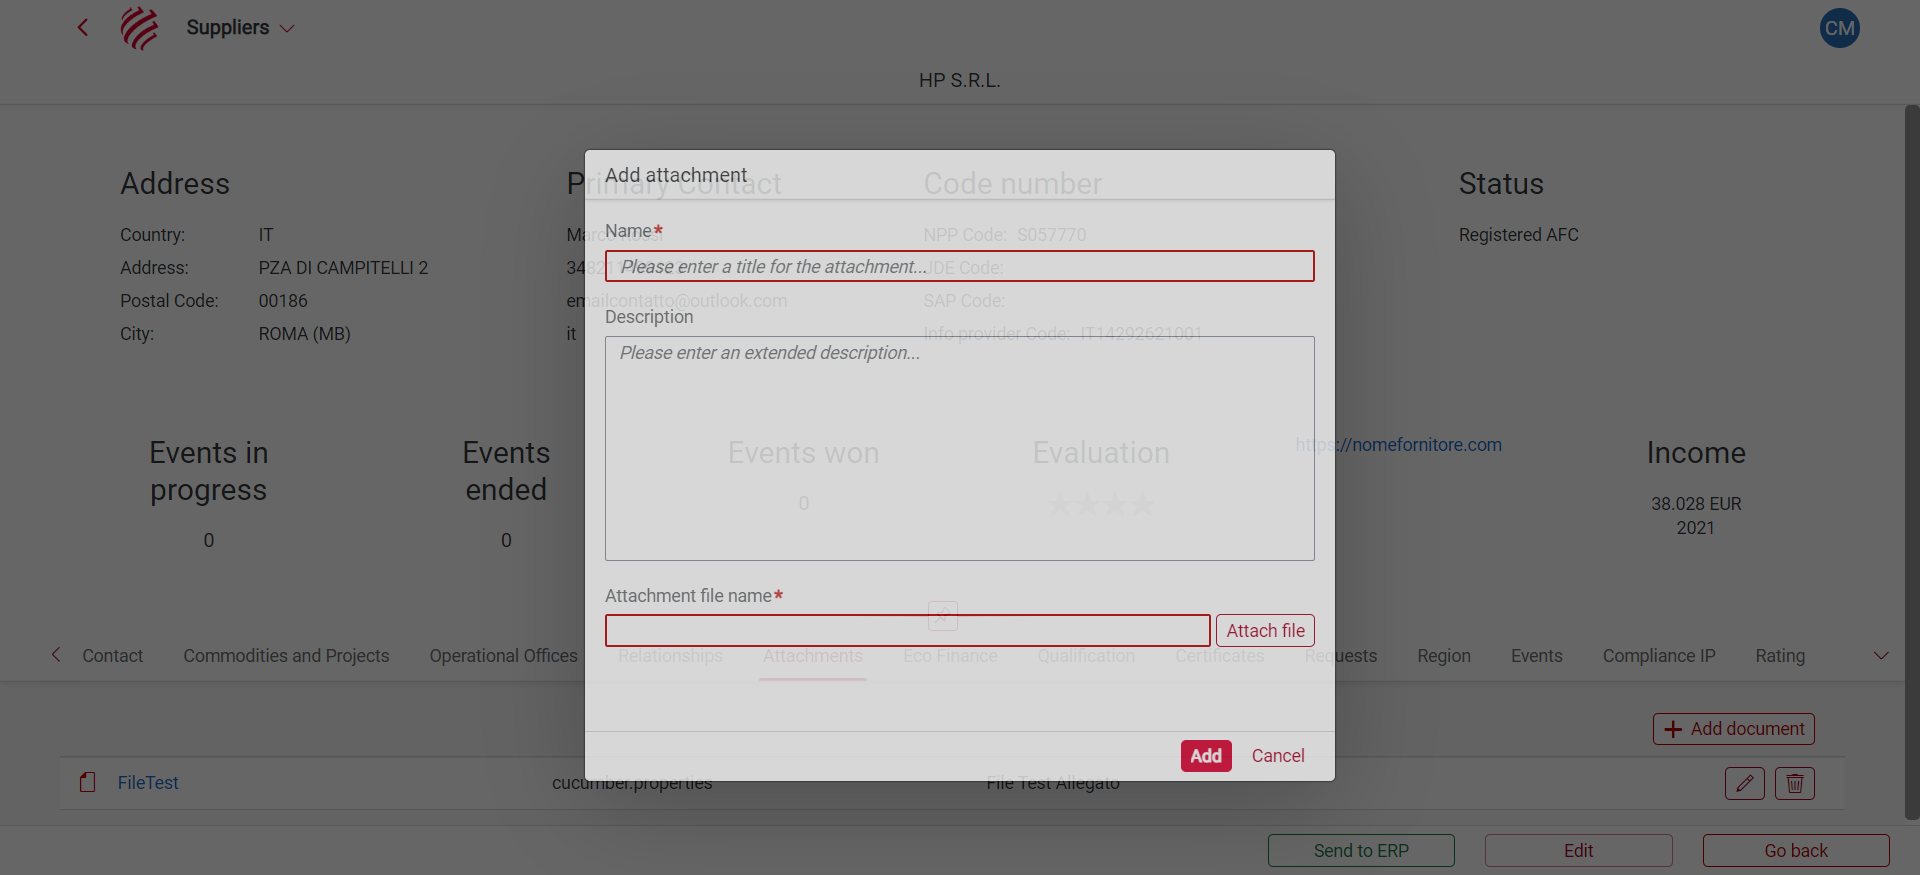 Suppliers
CM
HP S.R.L.
Address
Country: IT
Address: PZA DI CAMPITELLI 2
Postal Code: 00186
City: ROMA (MB)
Primary Contact
emailcontatto@outlook.com
it
Code number
NPP Code: S057770
JDE Code:
SAP Code:
Info provider Code: IT14292621001
Status
Registered AFC
Events in
progress
0
Events
ended
0
Events won
0
Evaluation
https://nomefornitore.com
Income
38.028 EUR
2021
Add attachment
Name*
Please enter a title for the attachment...
Description
Please enter an extended description...
Attachment file name*
Attach file
Add
Cancel
Contact
Commodities and Projects
Operational Offices
Relationships
Attachments
Eco Finance
Qualification
Certificates
Requests
Region
Events
Compliance IP
Rating
Add document
FileTest
cucumber.properties
File Test Allegato
Send to ERP
Edit
Go back